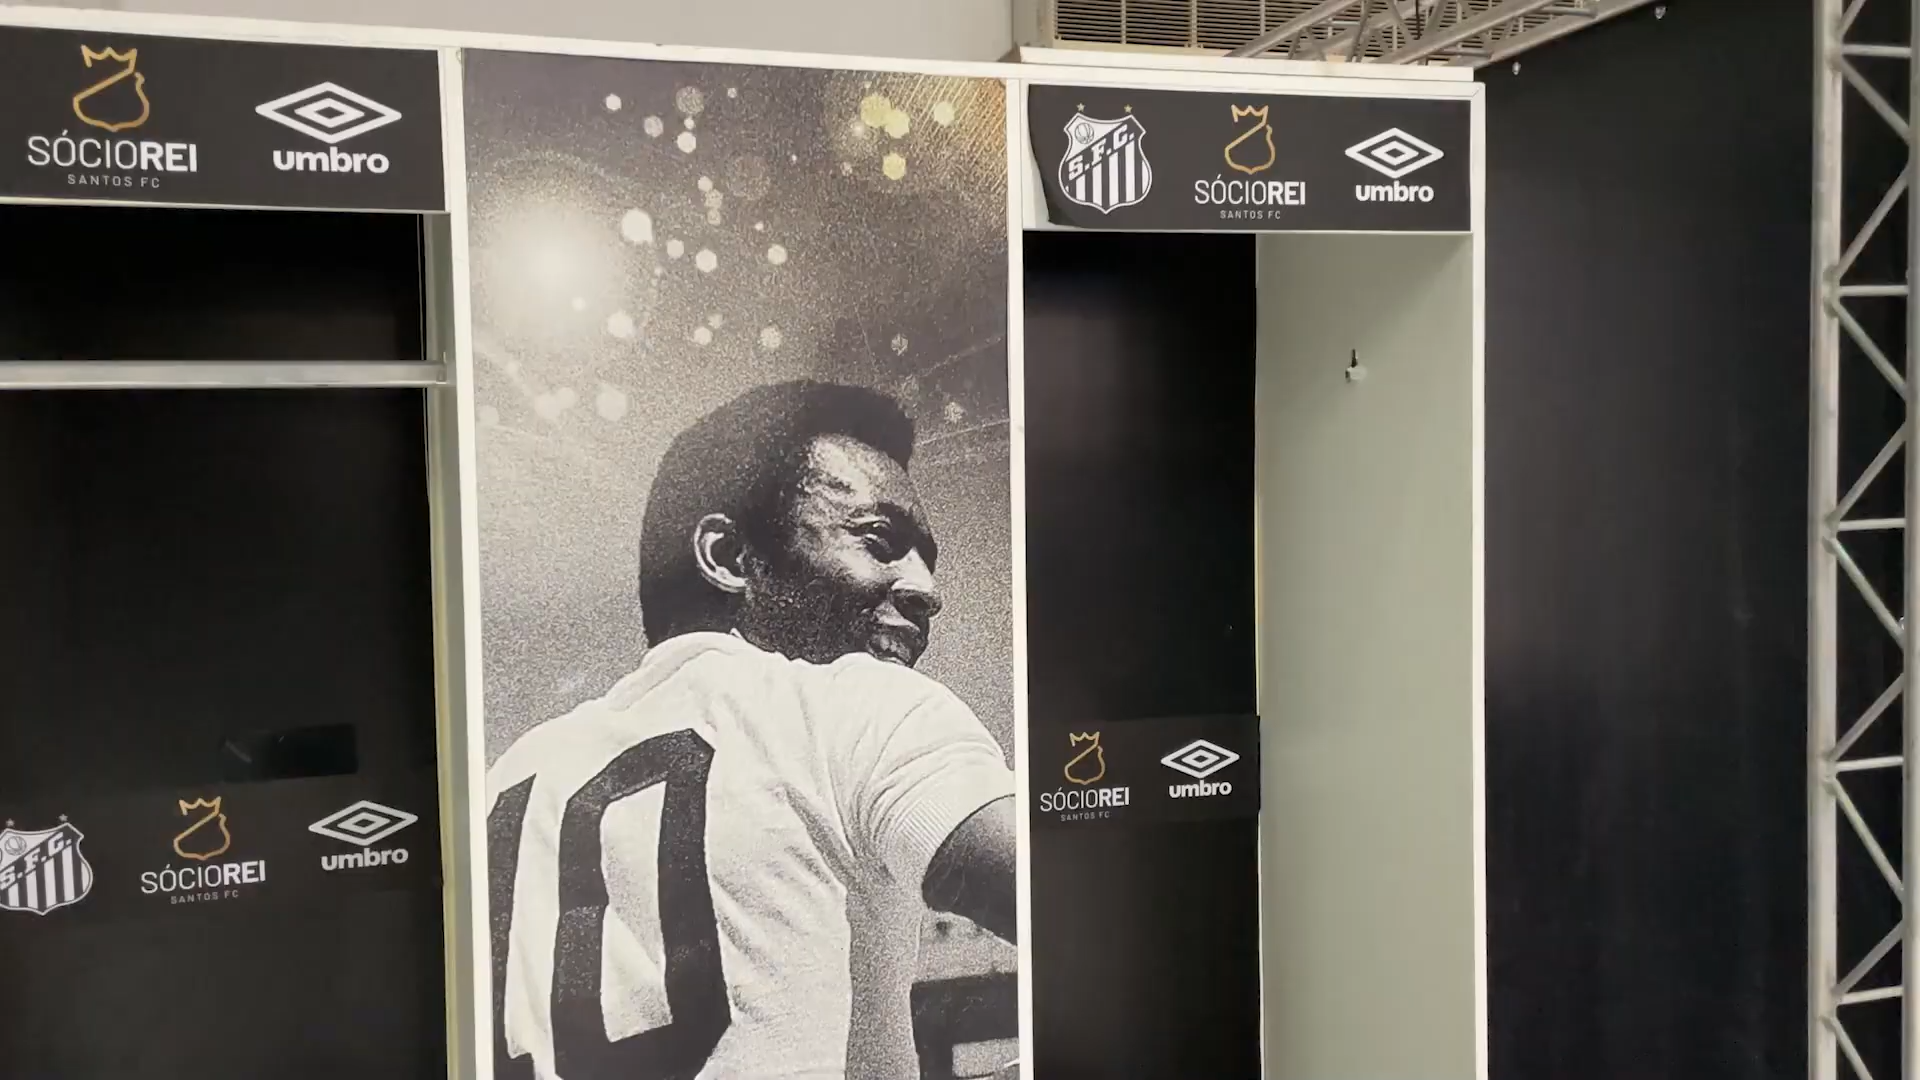 SÓCIOREI
SANTOS FC
umbro
S.F.C.
SÓCIOREI
SANTOS FC
umbro
10
S.F.C.
SÓCIOREI
SANTOS FC
umbro
SÓCIOREI
SANTOS FC
umbro